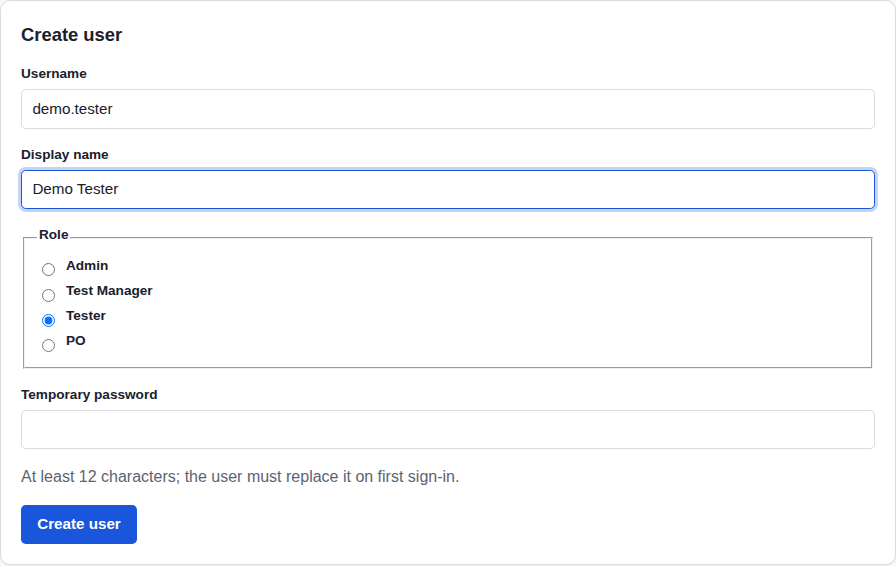 Create user
Username
demo.tester
Display name
Demo Tester
Role
Admin
Test Manager
Tester
PO
Temporary password
At least 12 characters; the user must replace it on first sign-in.
Create user